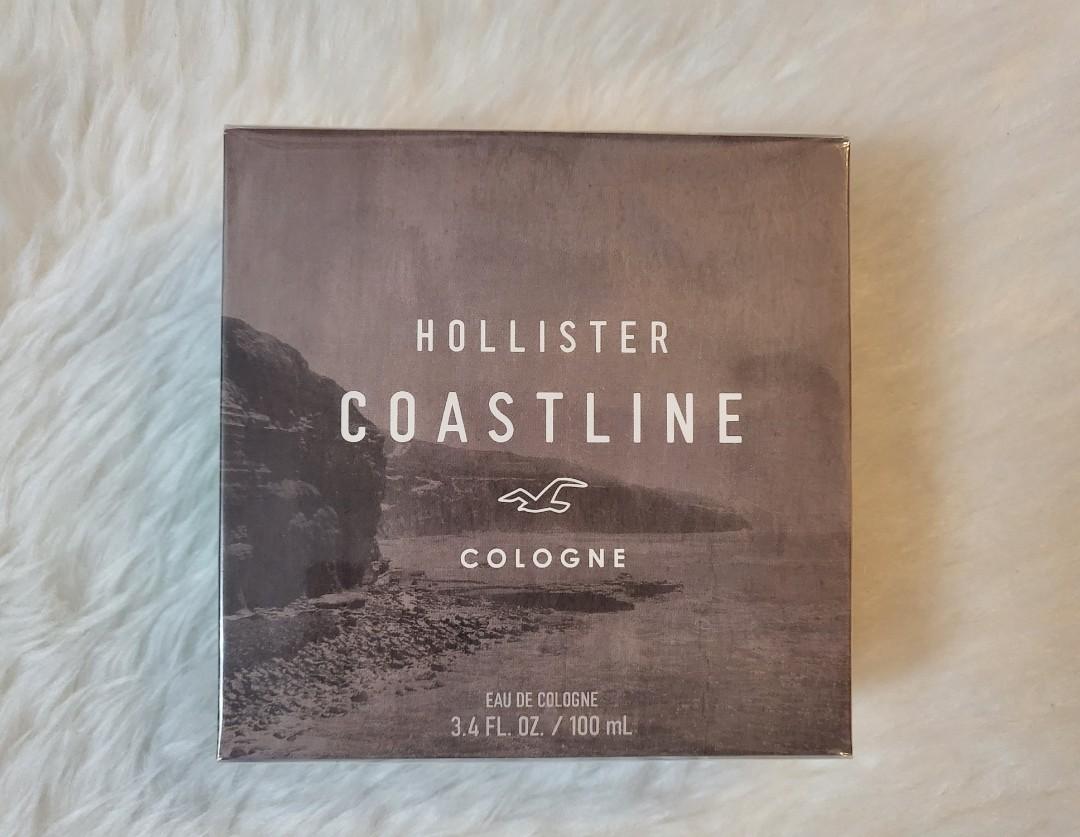 HOLLISTER
COASTLINE
COLOGNE
EAU DE COLOGNE
3.4 FL. OZ. / 100 mL